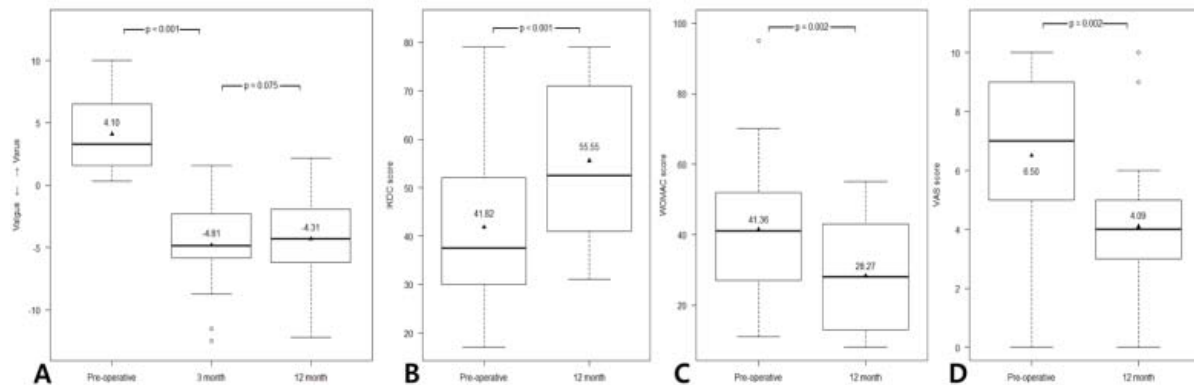 p < 0.001
p = 0.075
10
5
0
-5
-10
Valgus ← → Varus
4.10
-4.81
-4.31
A
Pre-operative
3 month
12 month
p < 0.001
80
70
60
50
40
30
20
IKDC score
41.82
55.55
B
Pre-operative
12 month
p = 0.002
100
80
60
40
20
WOMAC score
41.36
28.27
C
Pre-operative
12 month
p = 0.002
10
8
6
4
2
0
VAS score
6.50
4.09
D
Pre-operative
12 month